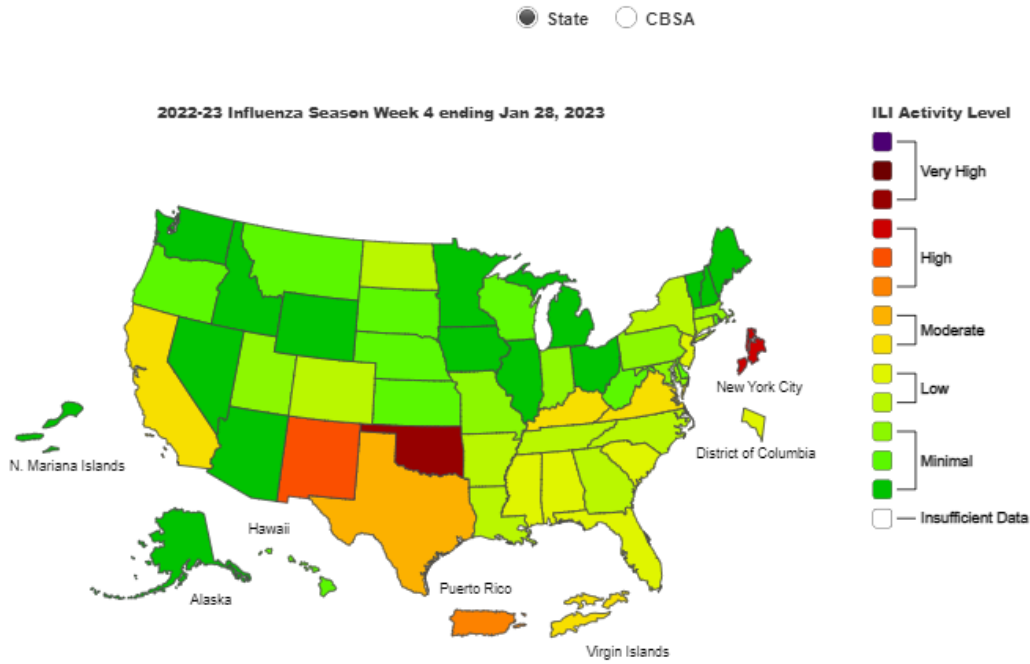 State CBSA
2022-23 Influenza Season Week 4 ending Jan 28, 2023
ILI Activity Level
Very High
High
Moderate
Low
Minimal
Insufficient Data
New York City
District of Columbia
N. Mariana Islands
Hawaii
Alaska
Puerto Rico
Virgin Islands